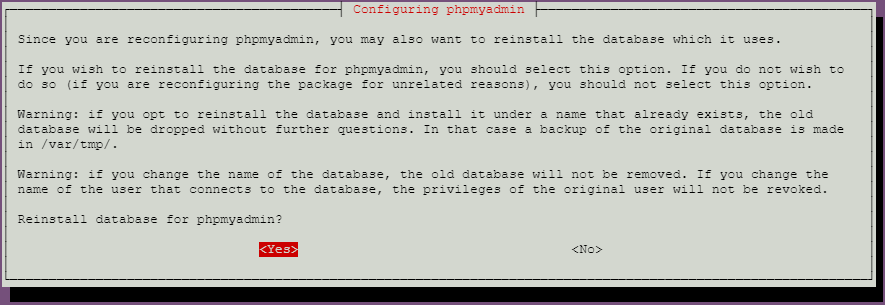 Configuring phpmyadmin
Since you are reconfiguring phpmyadmin, you may also want to reinstall the database which it uses.
If you wish to reinstall the database for phpmyadmin, you should select this option. If you do not wish to
do so (if you are reconfiguring the package for unrelated reasons), you should not select this option.
Warning: if you opt to reinstall the database and install it under a name that already exists, the old
database will be dropped without further questions. In that case a backup of the original database is made
in /var/tmp/.
Warning: if you change the name of the database, the old database will not be removed. If you change the
name of the user that connects to the database, the privileges of the original user will not be revoked.
Reinstall database for phpmyadmin?
<Yes> <No>